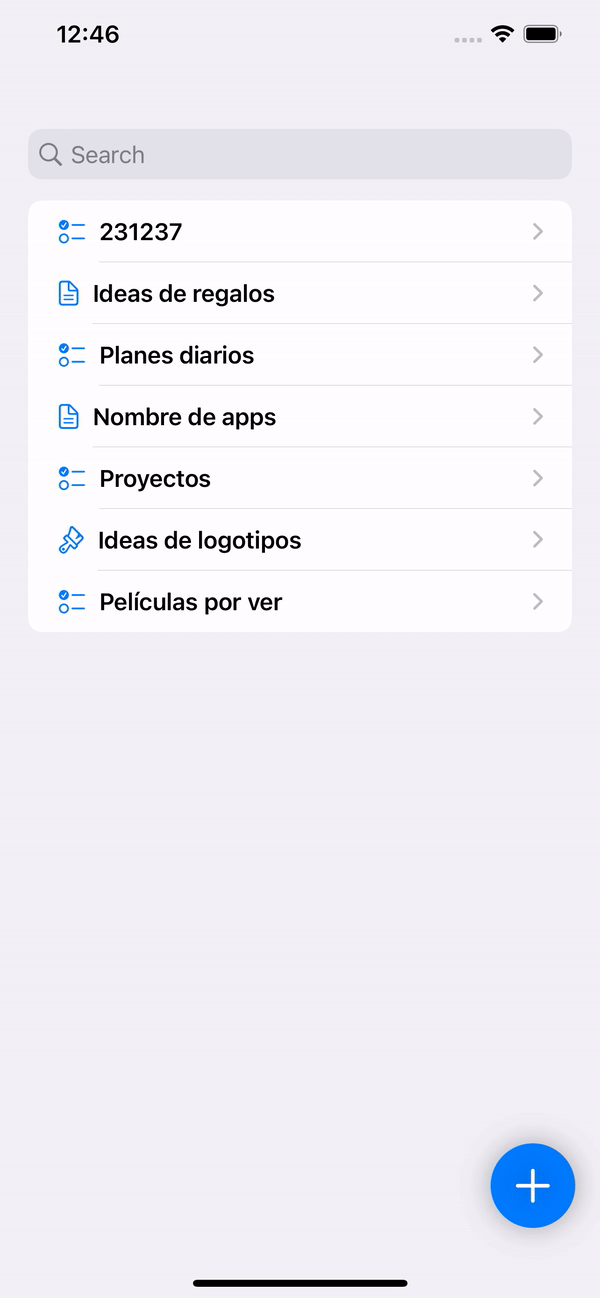 12:46
Search
231237
Ideas de regalos
Planes diarios
Nombre de apps
Proyectos
Ideas de logotipos
Películas por ver